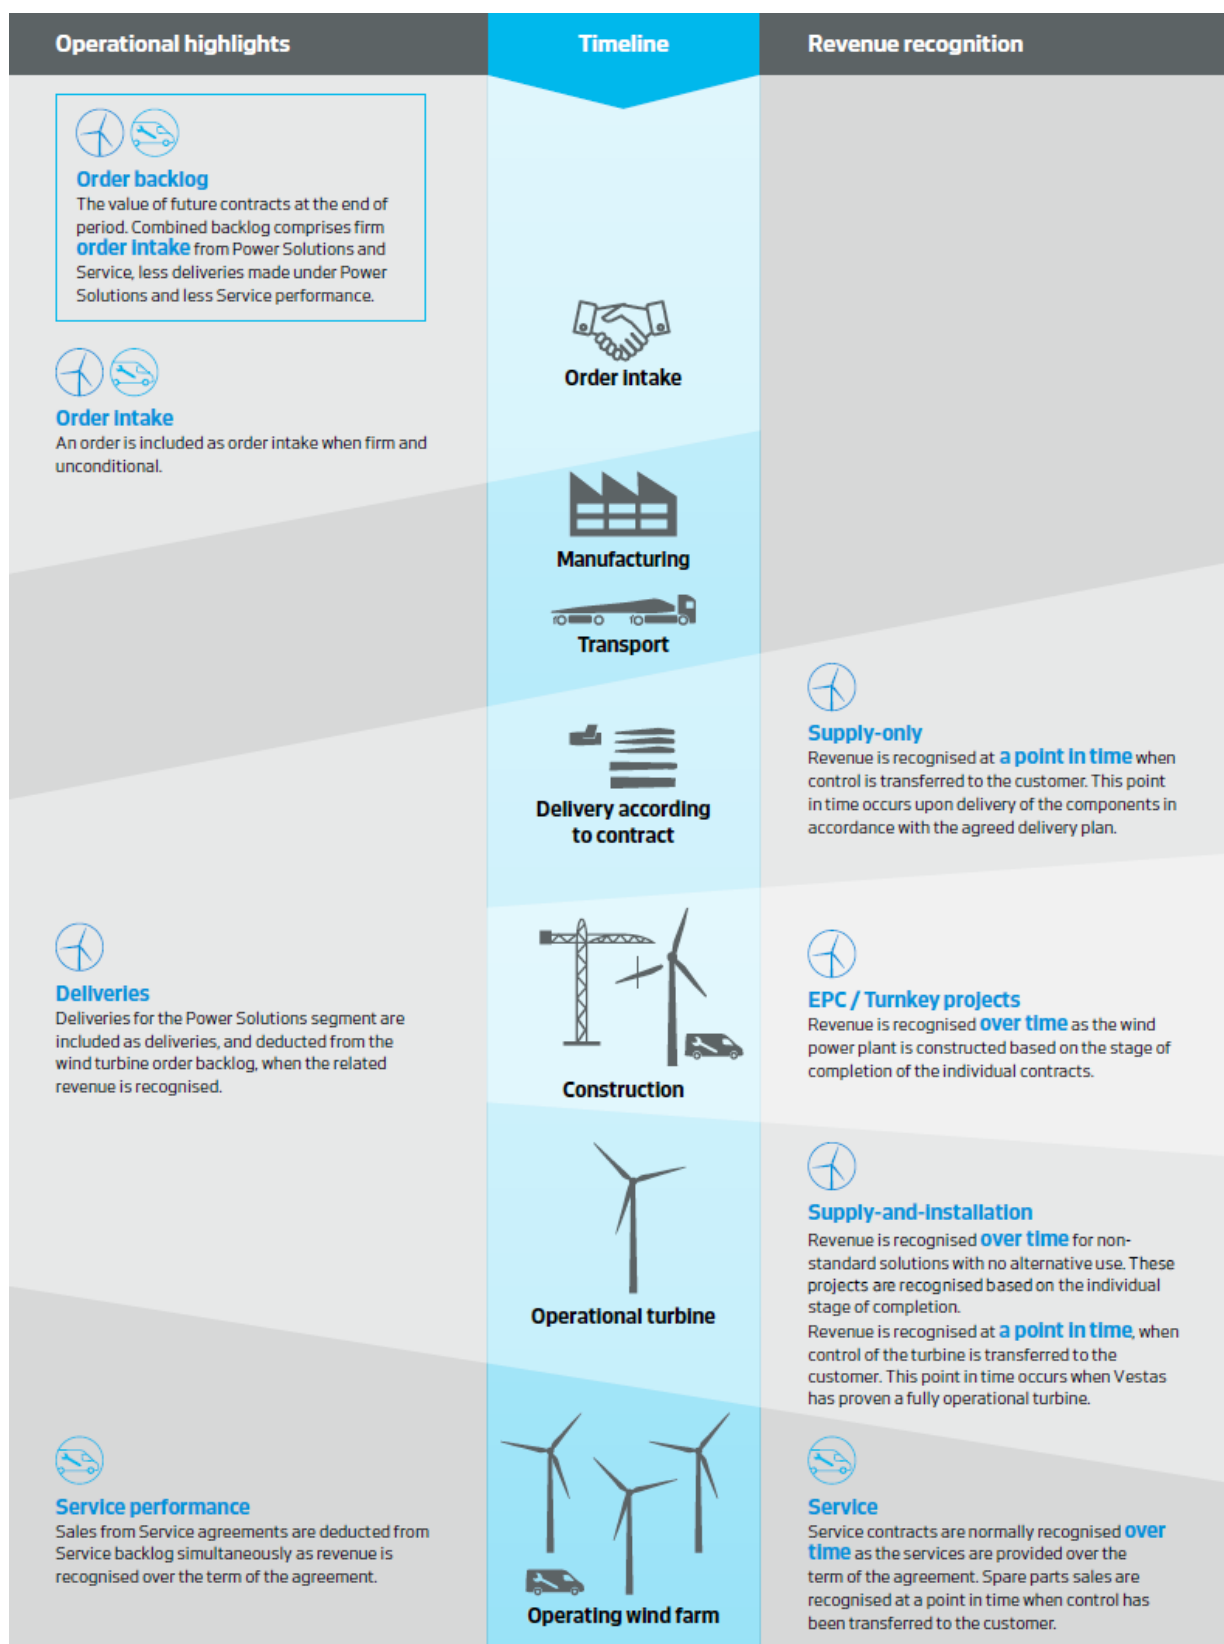 Operational highlights
Timeline
Revenue recognition
Order backlog
The value of future contracts at the end of
period. Combined backlog comprises firm
order intake from Power Solutions and
Service, less deliveries made under Power
Solutions and less Service performance.
Order intake
Order intake
An order is included as order intake when firm and
unconditional.
Manufacturing
Transport
Supply-only
Revenue is recognised at a point in time when
control is transferred to the customer. This point
in time occurs upon delivery of the components in
accordance with the agreed delivery plan.
Delivery according
to contract
Deliveries
Deliveries for the Power Solutions segment are
included as deliveries, and deducted from the
wind turbine order backlog, when the related
revenue is recognised.
Construction
EPC / Turnkey projects
Revenue is recognised over time as the wind
power plant is constructed based on the stage of
completion of the individual contracts.
Operational turbine
Supply-and-installation
Revenue is recognised over time for non-
standard solutions with no alternative use. These
projects are recognised based on the individual
stage of completion.
Revenue is recognised at a point in time, when
control of the turbine is transferred to the
customer. This point in time occurs when Vestas
has proven a fully operational turbine.
Service performance
Sales from Service agreements are deducted from
Service backlog simultaneously as revenue is
recognised over the term of the agreement.
Operating wind farm
Service
Service contracts are normally recognised over
time as the services are provided over the
term of the agreement. Spare parts sales are
recognised at a point in time when control has
been transferred to the customer.